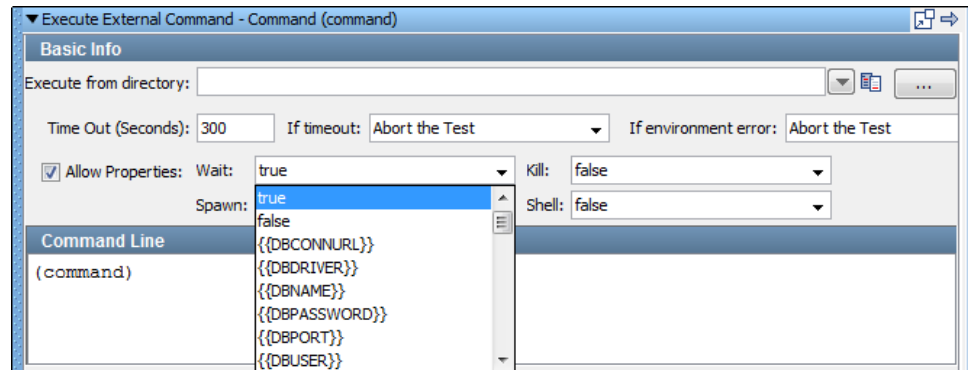 Execute External Command - Command (command)
Basic Info
Execute from directory:
...
Time Out (Seconds): 300 If timeout: Abort the Test If environment error: Abort the Test
Allow Properties: Wait: true Kill: false
Spawn: true Shell: false
false
Command Line
{{DBCONNURL}}
(command)
{{DBDRIVER}}
{{DBNAME}}
{{DBPASSWORD}}
{{DBPORT}}
{{DBUSER}}